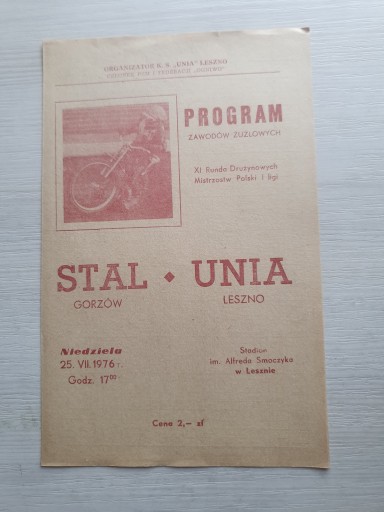 ORGANIZATOR K. S. „UNIA” LESZNO
PROGRAM
ZAWODÓW ŻUŻLOWYCH
XI Runda Drużynowych
Mistrzostw Polski I ligi
STAL ◆ UNIA
GORZÓW LESZNO
Niedziela
25. VII. 1976 r.
Godz. 17⁰⁰
Stadion
im. Alfreda Smoczyka
w Lesznie
Cena 2,— zł